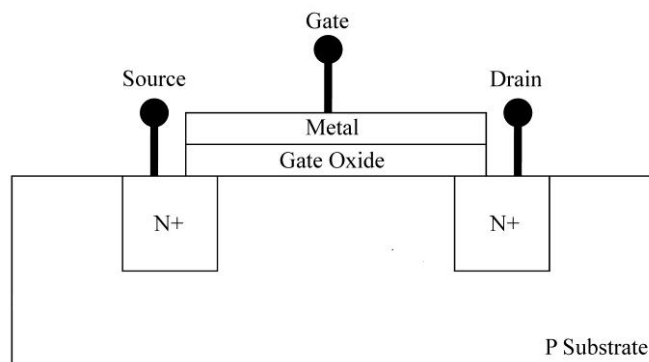 Gate
Source
Drain
Metal
Gate Oxide
N+
N+
P Substrate